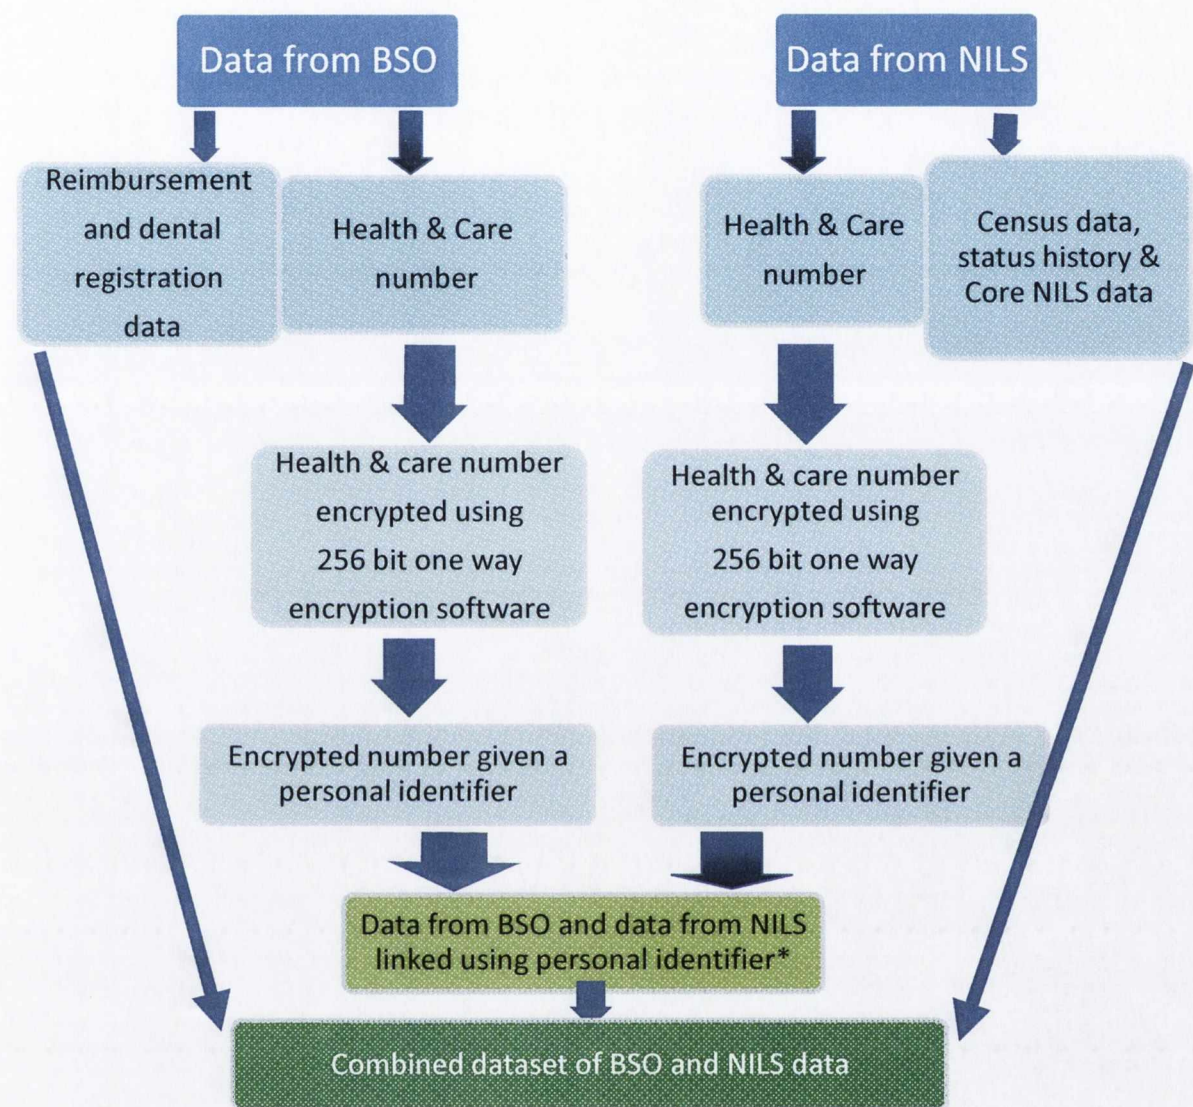 Data from BSO
Data from NILS
Reimbursement
and dental
registration
data
Health & Care
number
Health & Care
number
Census data,
status history &
Core NILS data
Health & care number
encrypted using
256 bit one way
encryption software
Health & care number
encrypted using
256 bit one way
encryption software
Encrypted number given a
personal identifier
Encrypted number given a
personal identifier
Data from BSO and data from NILS
linked using personal identifier*
Combined dataset of BSO and NILS data